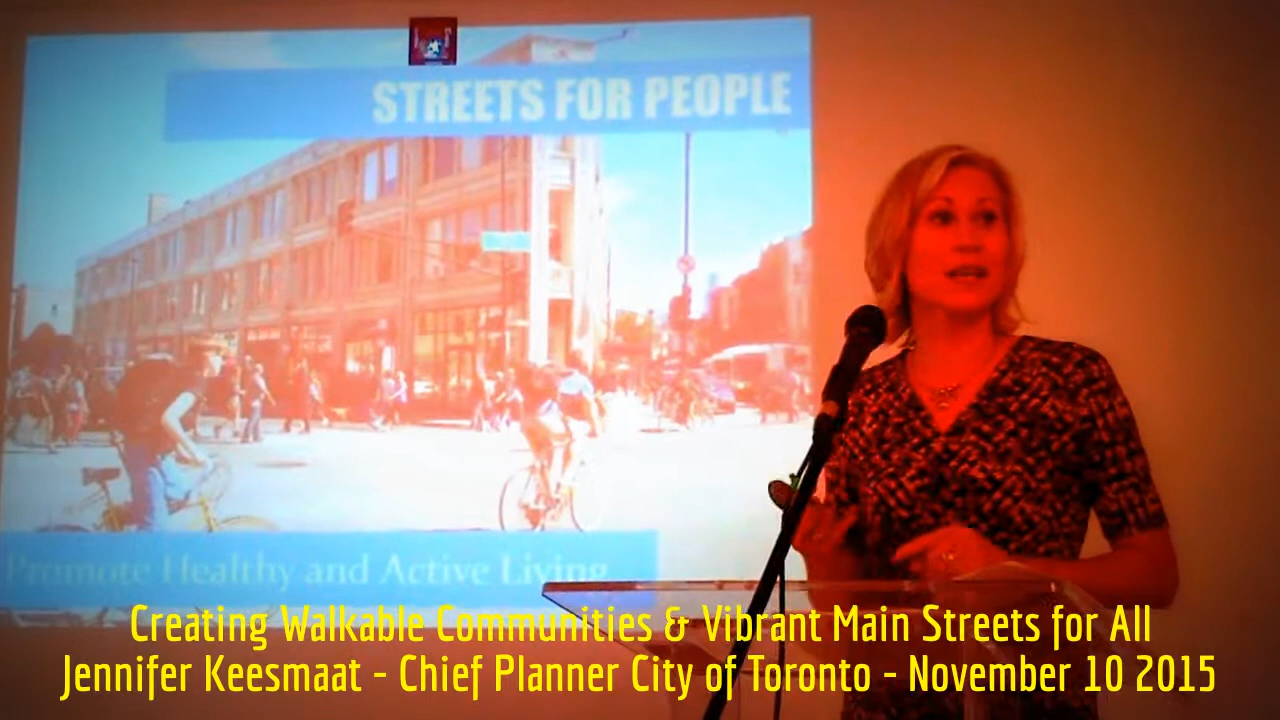 STREETS FOR PEOPLE
Promote Healthy and Active Living
Creating Walkable Communities & Vibrant Main Streets for All
Jennifer Keesmaat - Chief Planner City of Toronto - November 10 2015